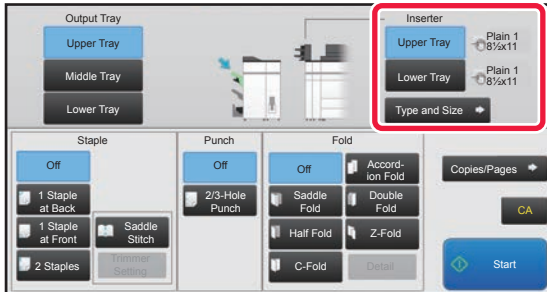 Output Tray
Inserter
Upper Tray
Upper Tray
Plain 1
8½x11
Middle Tray
Lower Tray
Plain 1
8½x11
Lower Tray
Type and Size
Staple
Punch
Fold
Off
Off
Off
Accord-
ion Fold
Copies/Pages
1 Staple
at Back
2/3-Hole
Punch
Saddle
Fold
Double
Fold
CA
1 Staple
at Front
Saddle
Stitch
Half Fold
Z-Fold
2 Staples
Trimmer
Setting
C-Fold
Detail
Start